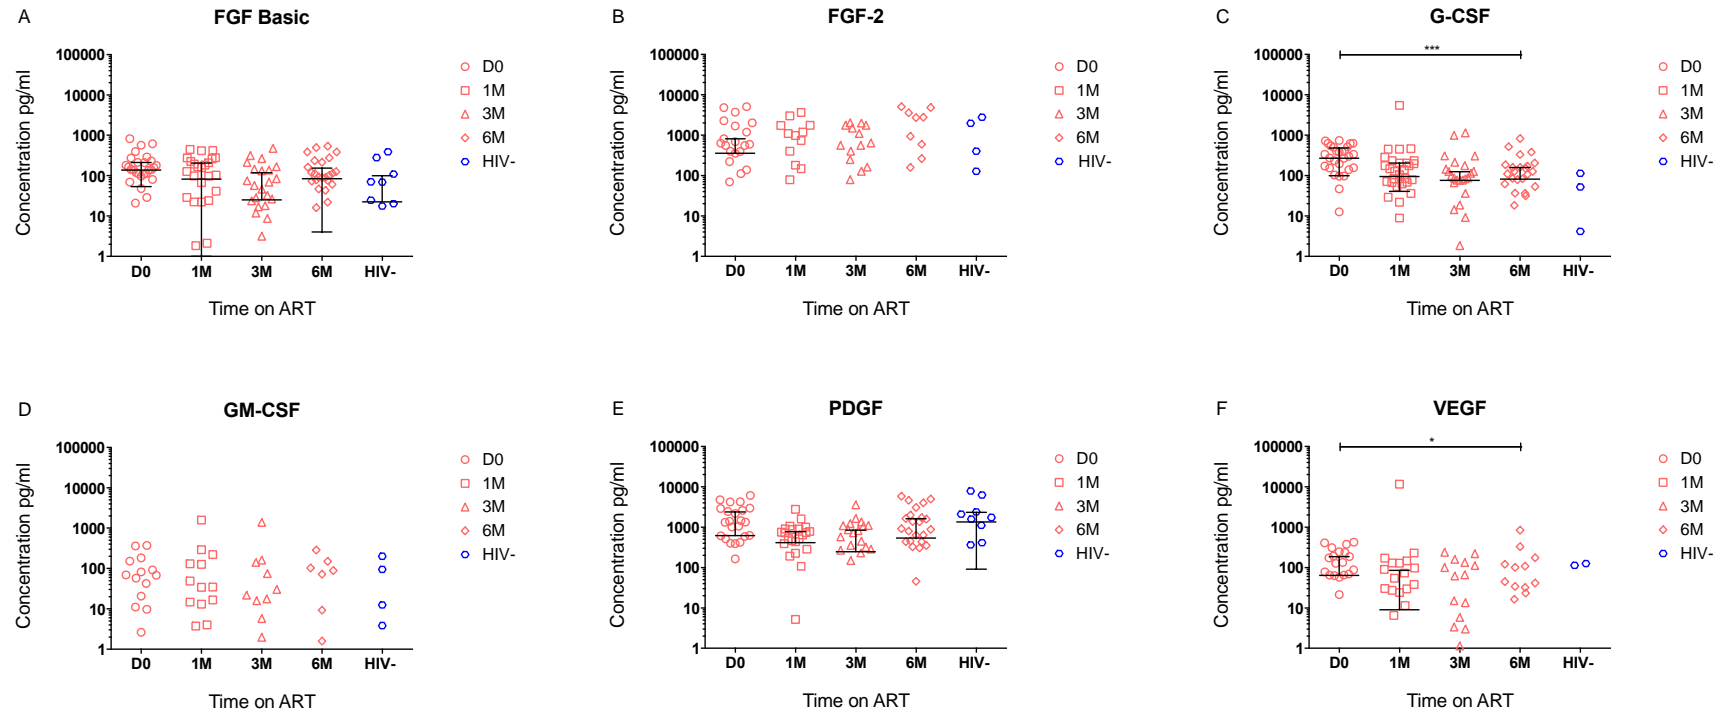 A
FGF Basic
Concentration pg/ml
100000
10000
1000
100
10
1
D0 1M 3M 6M HIV-
Time on ART
D0
1M
3M
6M
HIV-
B
FGF-2
Concentration pg/ml
100000
10000
1000
100
10
1
D0 1M 3M 6M HIV-
Time on ART
D0
1M
3M
6M
HIV-
C
G-CSF
Concentration pg/ml
100000
10000
1000
100
10
1
***
D0 1M 3M 6M HIV-
Time on ART
D0
1M
3M
6M
HIV-
D
GM-CSF
Concentration pg/ml
100000
10000
1000
100
10
1
D0 1M 3M 6M HIV-
Time on ART
D0
1M
3M
6M
HIV-
E
PDGF
Concentration pg/ml
100000
10000
1000
100
10
1
D0 1M 3M 6M HIV-
Time on ART
D0
1M
3M
6M
HIV-
F
VEGF
Concentration pg/ml
100000
10000
1000
100
10
1
*
D0 1M 3M 6M HIV-
Time on ART
D0
1M
3M
6M
HIV-